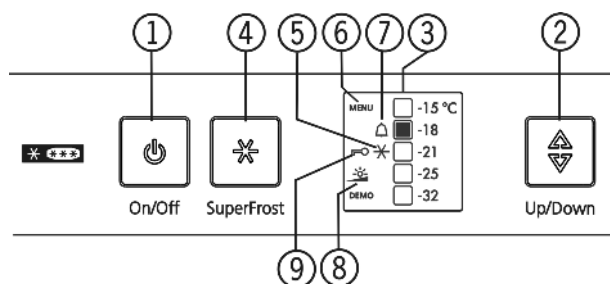 1 4 5 6 7 3 2
MENU
-15 °C
-18
-21
-25
DEMO
-32
On/Off
SuperFrost
Up/Down
9 8